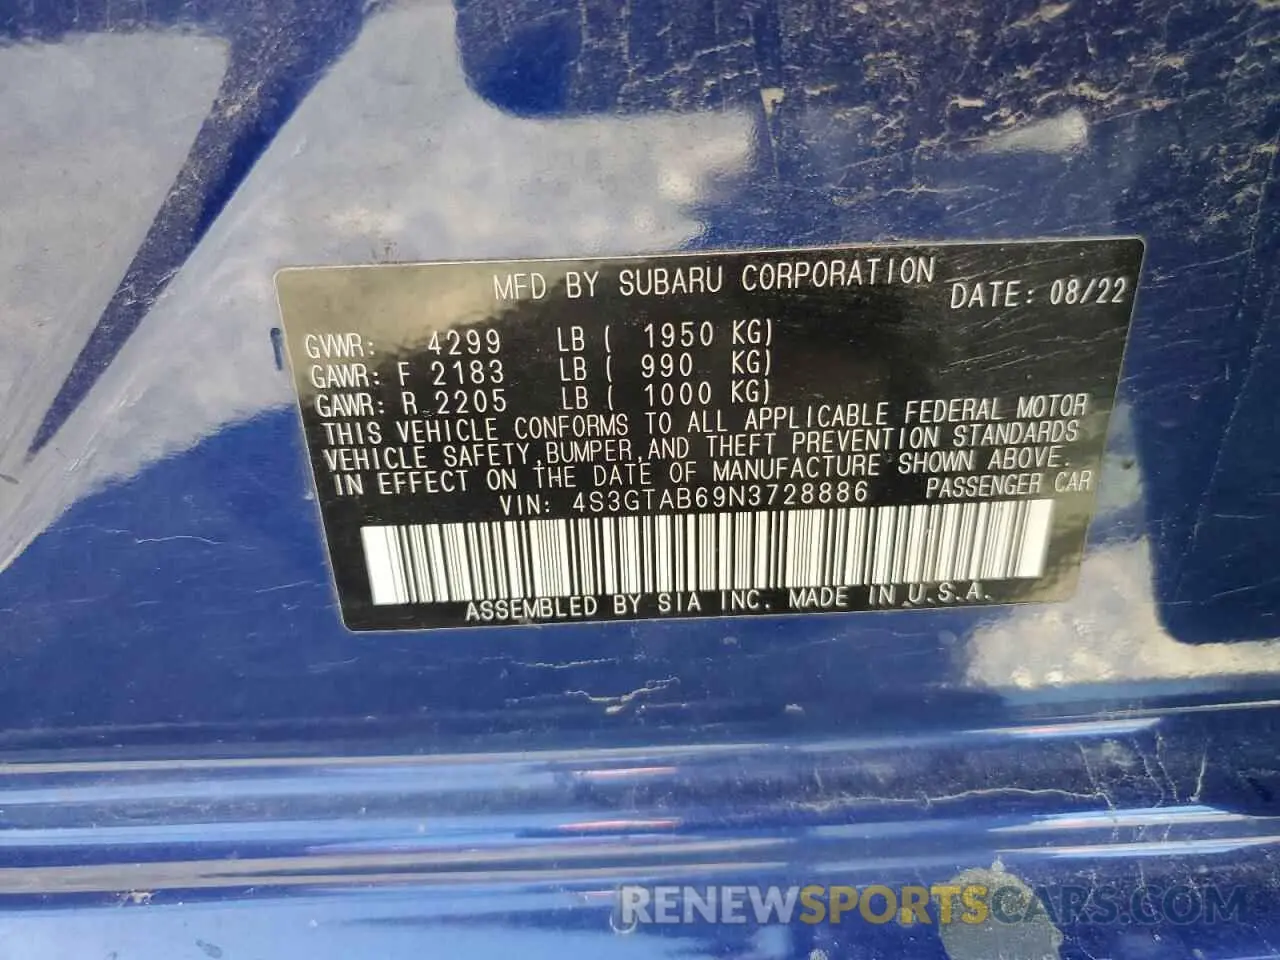 MFD BY SUBARU CORPORATION DATE: 08/22
GVWR: 4299 LB ( 1950 KG)
GAWR: F 2183 LB ( 990 KG)
GAWR: R 2205 LB ( 1000 KG)
THIS VEHICLE CONFORMS TO ALL APPLICABLE FEDERAL MOTOR
VEHICLE SAFETY,BUMPER,AND THEFT PREVENTION STANDARDS
IN EFFECT ON THE DATE OF MANUFACTURE SHOWN ABOVE.
VIN: 4S3GTAB69N3728886 PASSENGER CAR
ASSEMBLED BY SIA INC. MADE IN U.S.A.
RENEWSPORTSCARS.COM